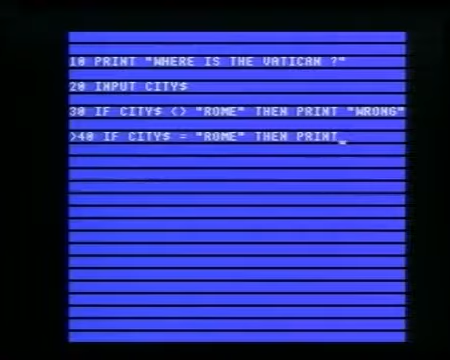 10 PRINT "WHERE IS THE VATICAN ?"
20 INPUT CITY$
30 IF CITY$ <> "ROME" THEN PRINT "WRONG"
>40 IF CITY$ = "ROME" THEN PRINT_